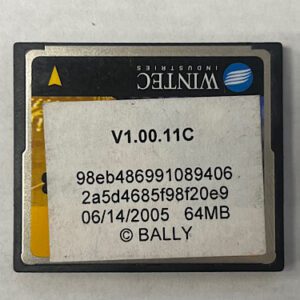 WINTEC
INDUSTRIES
V1.00.11C
98eb486991089406
2a5d4685f98f20e9
06/14/2005 64MB
© BALLY